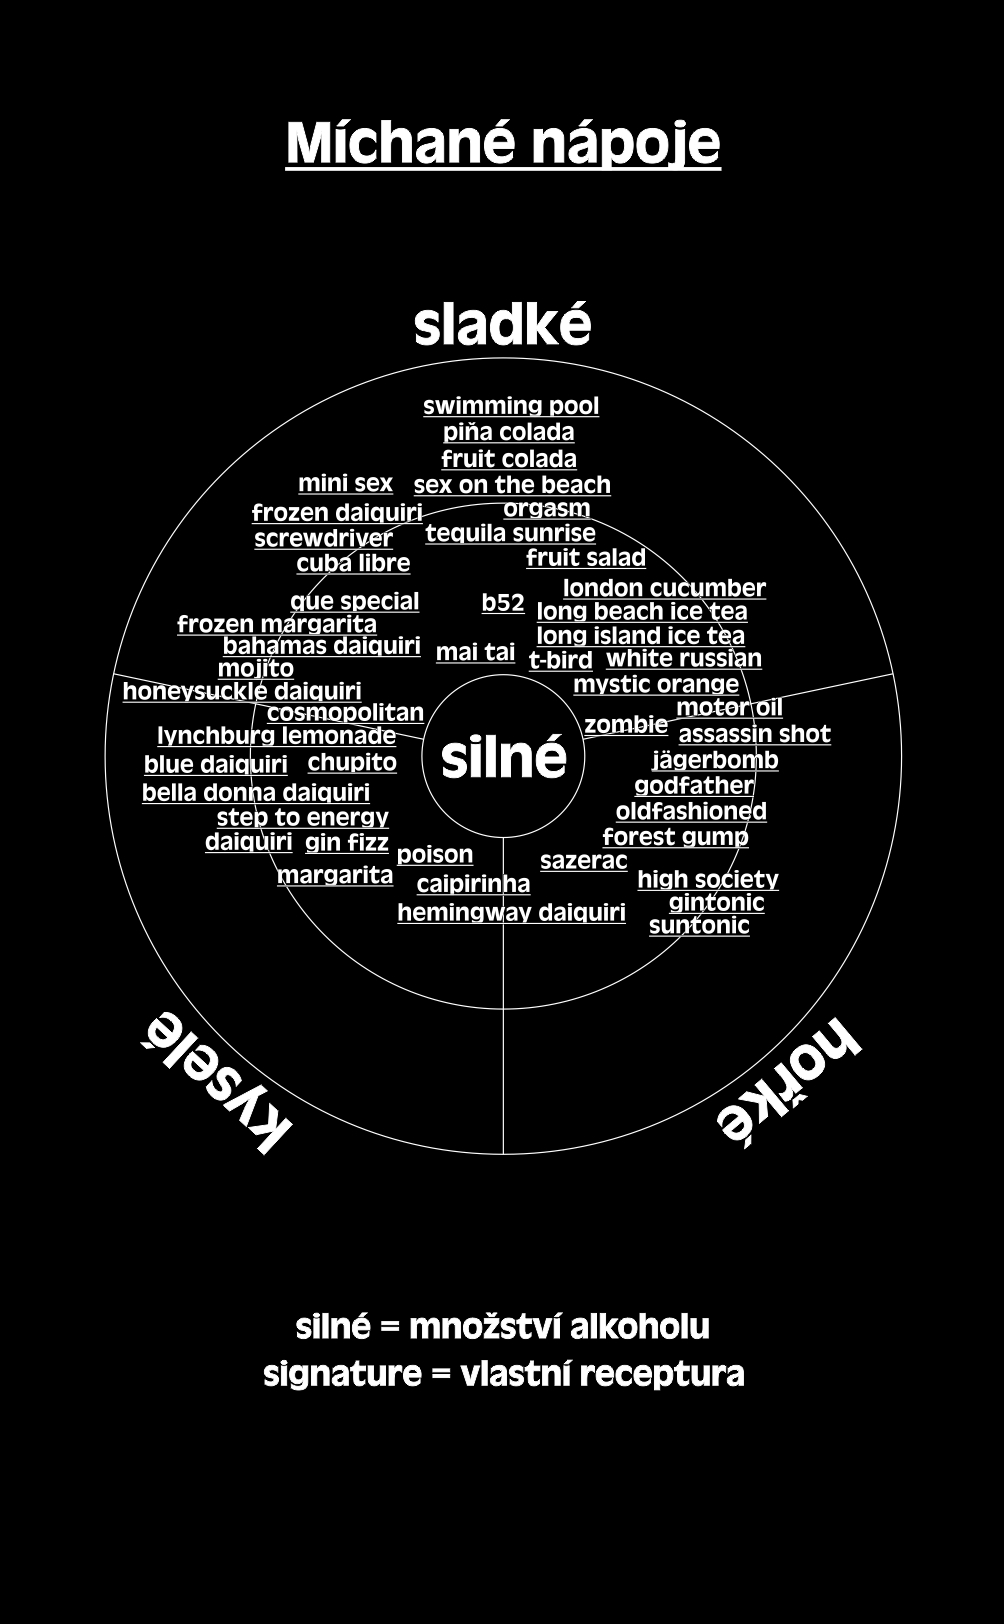 Míchané nápoje
sladké
swimming pool
piňa colada
fruit colada
mini sex sex on the beach
orgasm
frozen daiquiri
tequila sunrise
screwdriver
fruit salad
cuba libre
london cucumber
que special b52
long beach ice tea
frozen margarita
long island ice tea
bahamas daiquiri mai tai
t-bird white russian
mojito
mystic orange
honeysuckle daiquiri
motor oil
cosmopolitan
zombie
lynchburg lemonade
assassin shot
silné
blue daiquiri chupito
jägerbomb
godfather
bella donna daiquiri
oldfashioned
step to energy
forest gump
daiquiri gin fizz
poison
sazerac
margarita
high society
caipirinha
gintonic
hemingway daiquiri
suntonic
kyselé
hořké
silné = množství alkoholu
signature = vlastní receptura